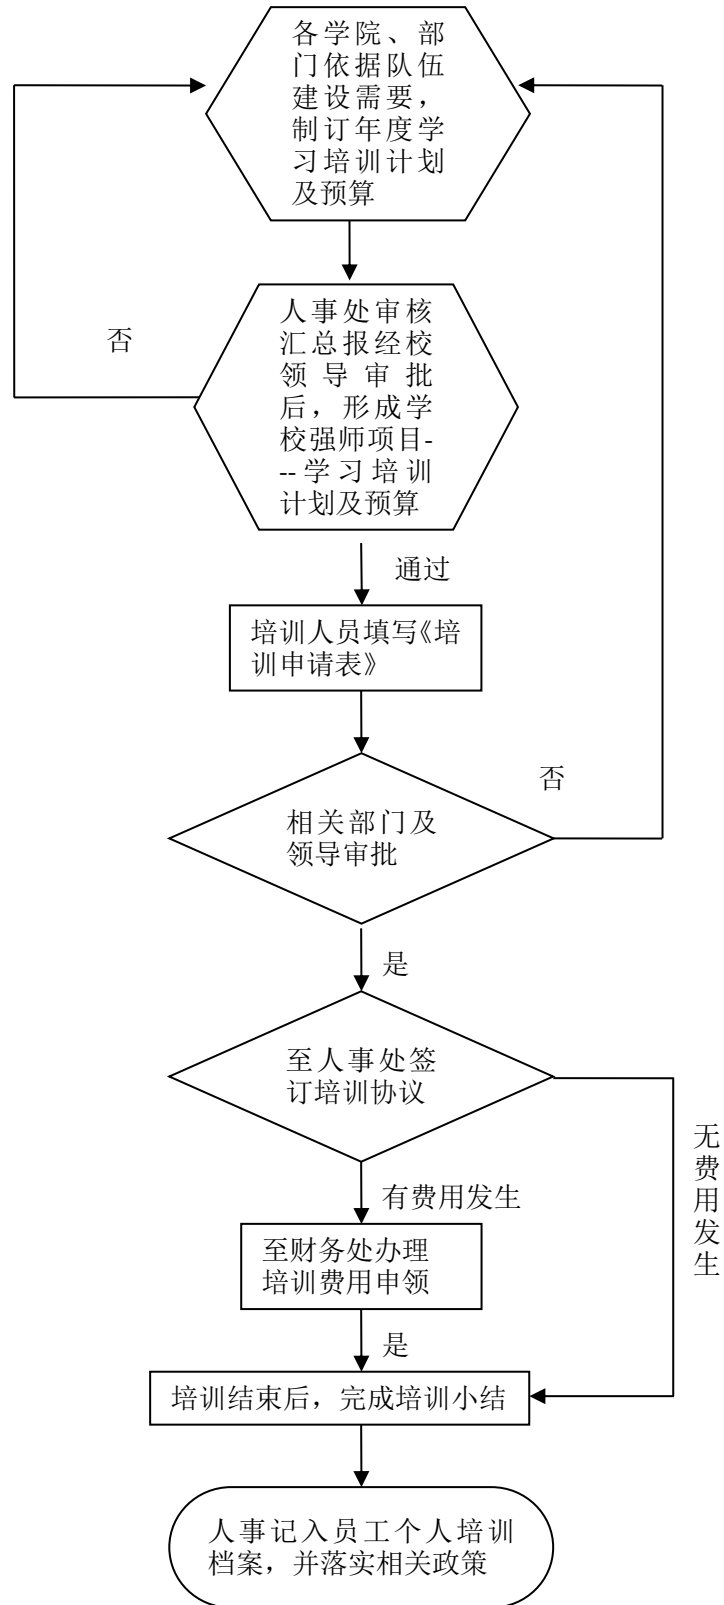 各学院、部
门依据队伍
建设需要，
制订年度学
习培训计划
及预算
否
人事处审核
汇总报经校
领导审批
后，形成学
校强师项目-
--学习培训
计划及预算
通过
培训人员填写《培
训申请表》
否
相关部门及
领导审批
是
至人事处签
订培训协议
无费用发生
有费用发生
至财务处办理
培训费用申领
是
培训结束后，完成培训小结
人事记入员工个人培训
档案，并落实相关政策